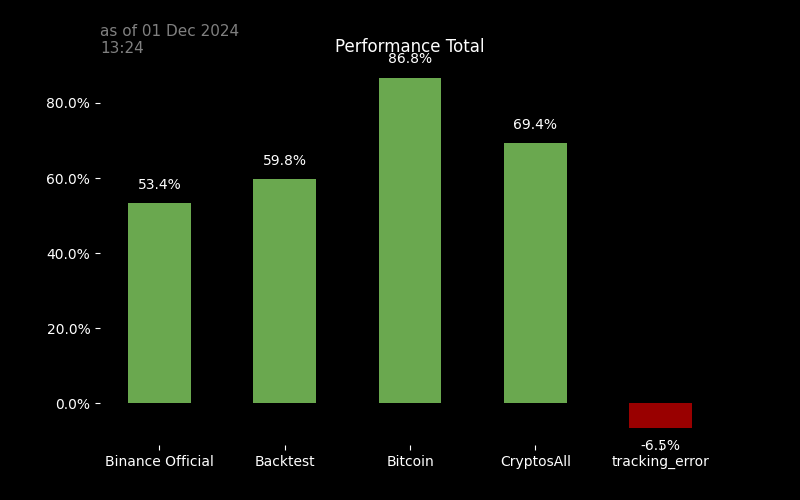 as of 01 Dec 2024
13:24
Performance Total
86.8%
80.0%
69.4%
60.0%
59.8%
53.4%
40.0%
20.0%
0.0%
-6.5%
Binance Official
Backtest
Bitcoin
CryptosAll
tracking_error